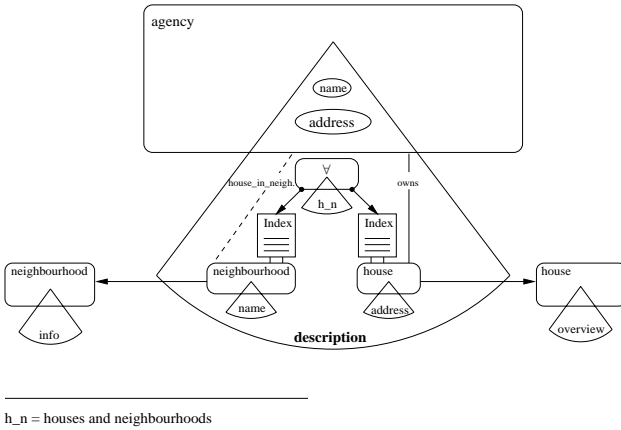 agency
name
address
∀
house_in_neigh.
owns
h_n
Index
Index
neighbourhood
neighbourhood
house
house
name
address
info
overview
description
h_n = houses and neighbourhoods